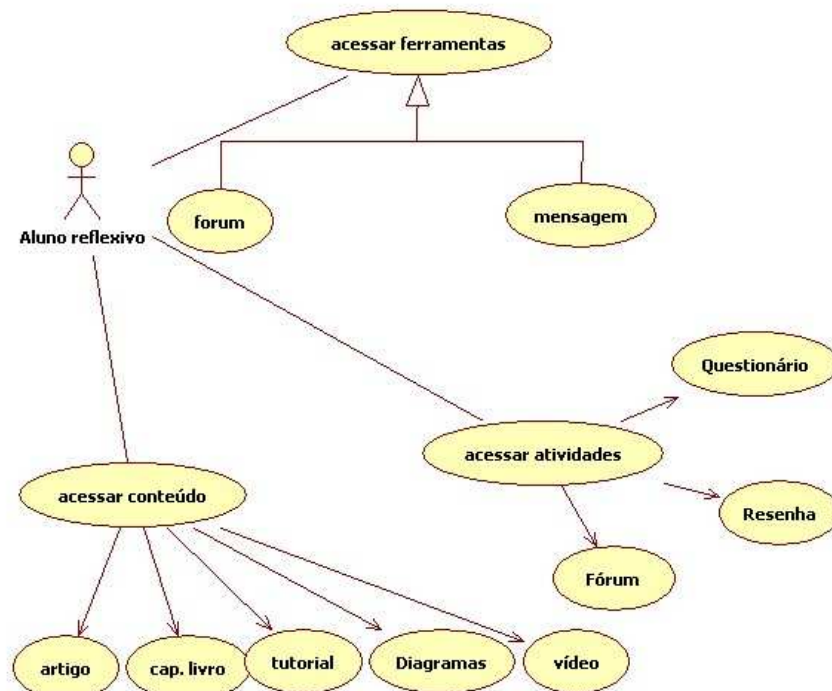 acessar ferramentas
forum
mensagem
Aluno reflexivo
Questionário
acessar atividades
acessar conteúdo
Resenha
Fórum
artigo
cap. livro
tutorial
Diagramas
vídeo